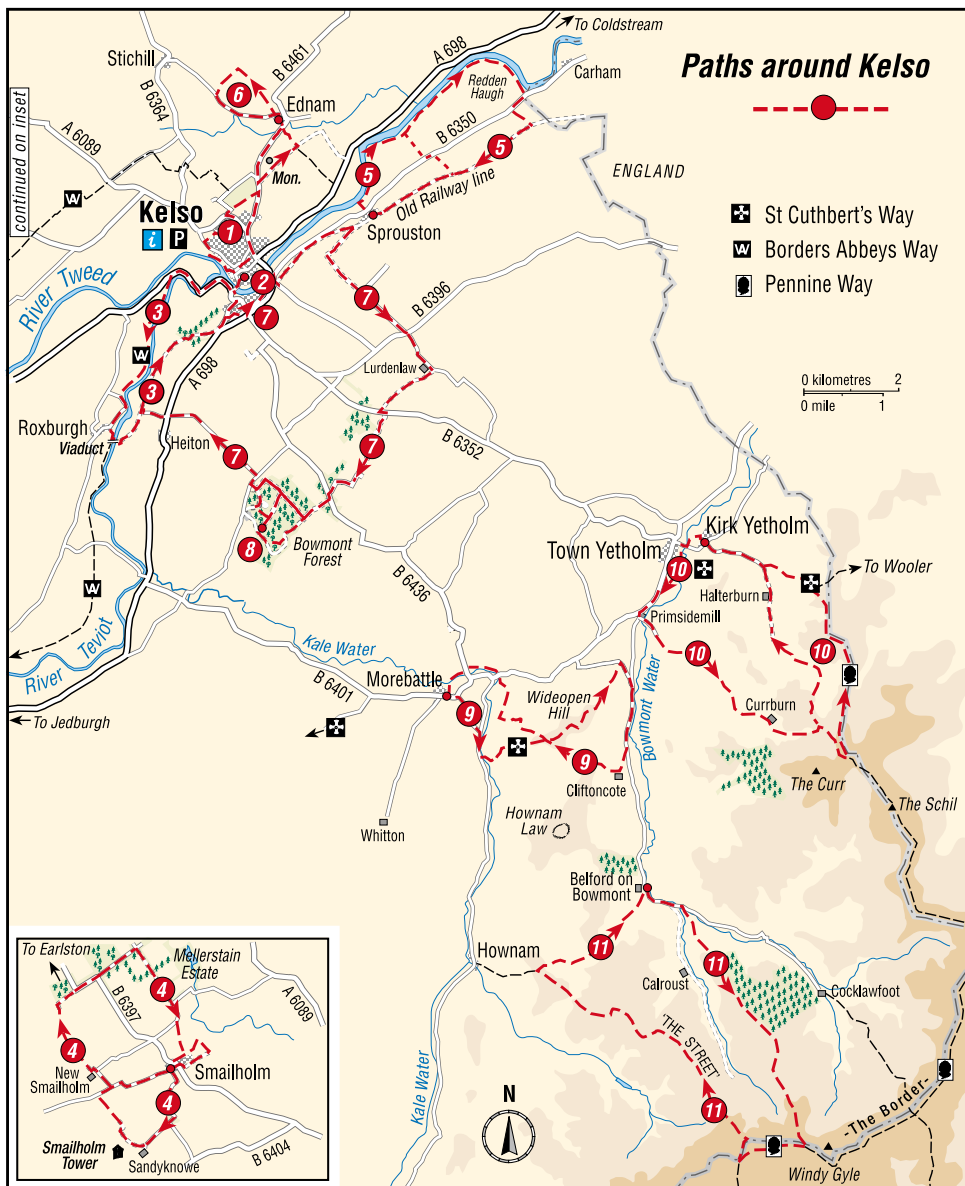 To Coldstream
Paths around Kelso
Stichill
B 6461
A 698
Carham
Redden
Haugh
B 6364
6
Ednam
A 6089
B 6350
5
continued on inset
W
Mon.
5
ENGLAND
Old Railway line
Kelso
i
P
1
Sprouston
St Cuthbert's Way
W
Borders Abbeys Way
Pennine Way
River Tweed
2
7
B 6396
3
7
W
A 698
Lurdenlaw
0 kilometres 2
0 mile 1
3
Roxburgh
Viaduct
Heiton
7
7
B 6352
8
Bowmont
Forest
Kirk Yetholm
Town Yetholm
10
To Wooler
Halterburn
B 6436
W
Primsidemill
River Teviot
Kale Water
10
10
Morebattle
B 6401
Wideopen
Hill
Bowmont Water
To Jedburgh
9
Currburn
9
Cliftoncote
The Curr
The Schil
Hownam
Law
Whitton
Belford on
Bowmont
Hownam
11
11
Calroust
Cocklawfoot
'THE STREET'
Kale Water
N
11
-The Border-
Windy Gyle
To Earlston
Mellerstain
Estate
4
B 6397
A 6089
4
New
Smailholm
Smailholm
4
Smailholm
Tower
Sandyknowe
B 6404